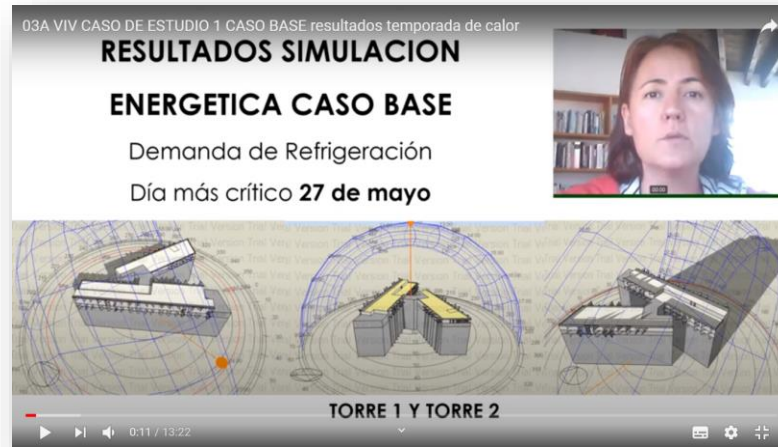 03A VIV CASO DE ESTUDIO 1 CASO BASE resultados temporada de calor
RESULTADOS SIMULACION
ENERGETICA CASO BASE
Demanda de Refrigeración
Día más crítico 27 de mayo
TORRE 1 Y TORRE 2
0:11 / 13:22